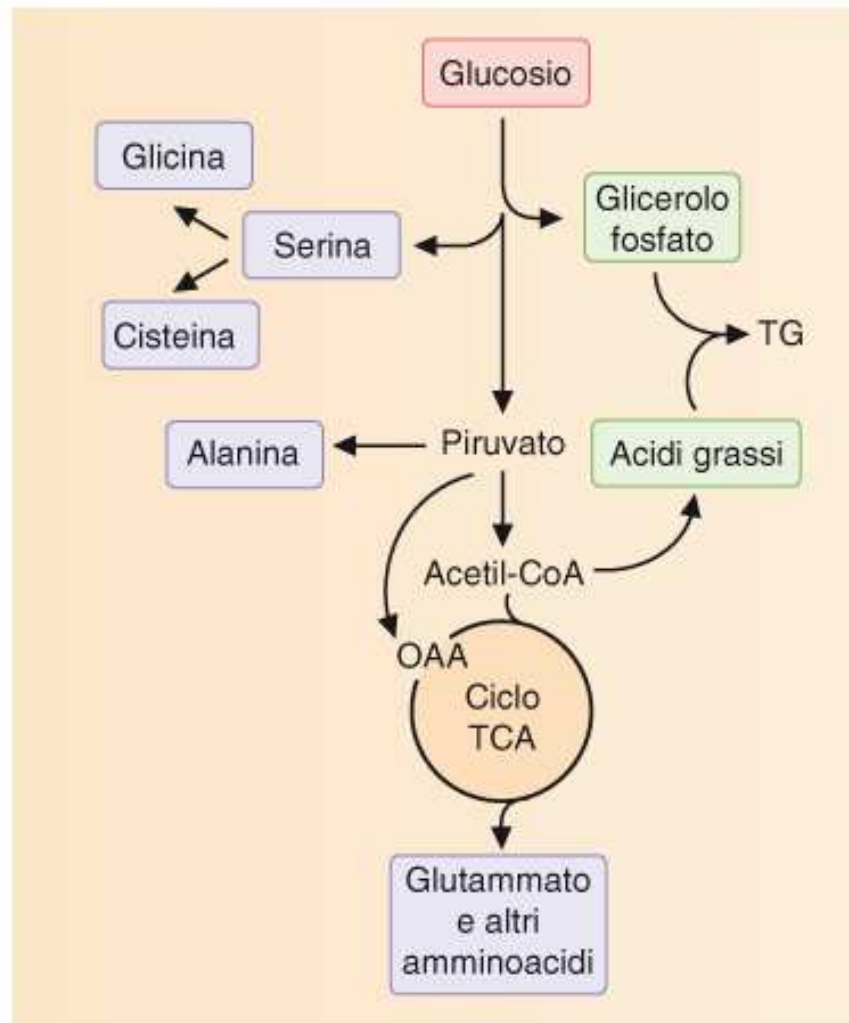 Glucosio
Glicina
Glicerolo
fosfato
Serina
Cisteina
TG
Alanina
Piruvato
Acidi grassi
Acetil-CoA
OAA
Ciclo
TCA
Glutammato
e altri
amminoacidi